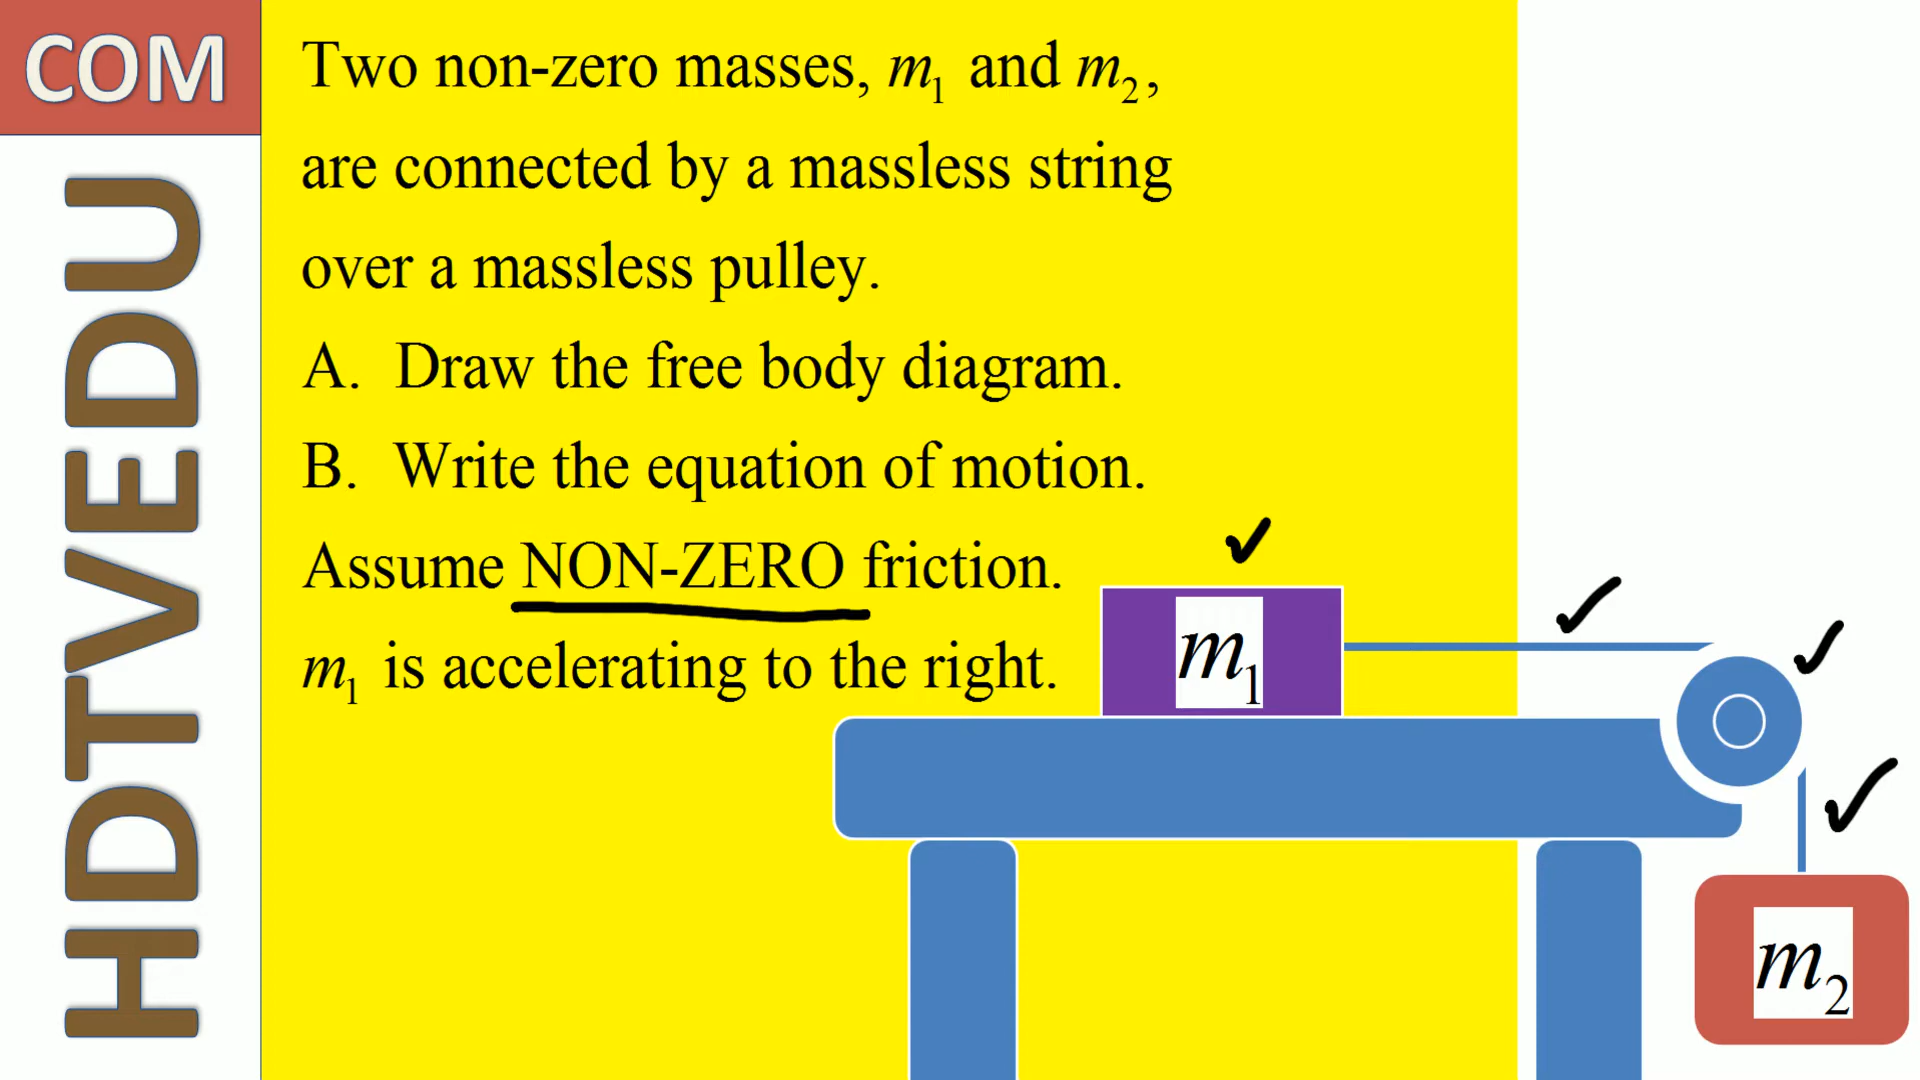 COM
HDTVEDU
Two non-zero masses, m₁ and m₂,
are connected by a massless string
over a massless pulley.
A. Draw the free body diagram.
B. Write the equation of motion.
Assume NON-ZERO friction.
m₁ is accelerating to the right.
m₁
m₂